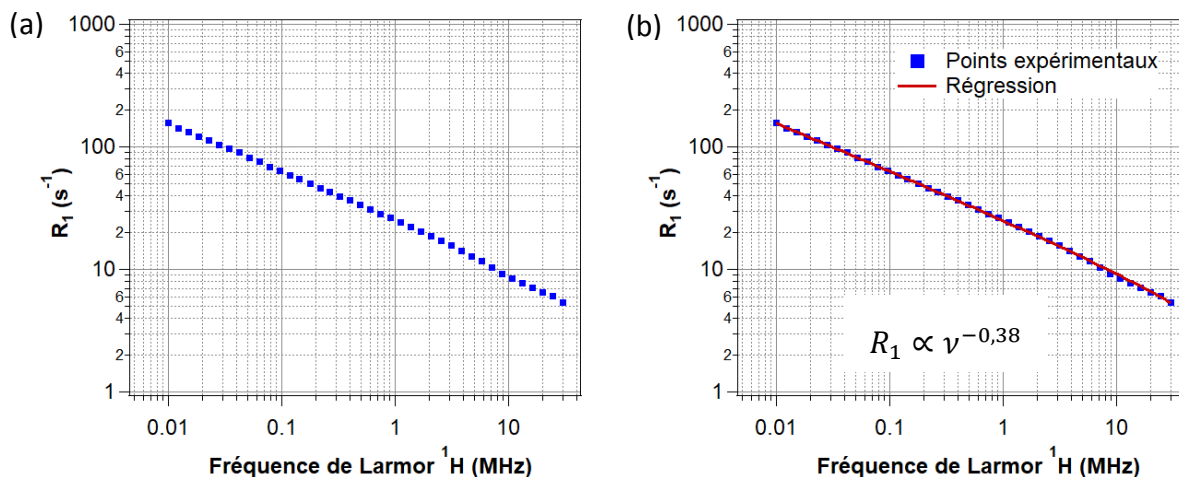 (a)
1000
6
4
2
100
6
4
2
10
6
4
2
1
R₁ (s⁻¹)
0.01 0.1 1 10
Fréquence de Larmor ¹H (MHz)
(b)
1000
6
4
2
100
6
4
2
10
6
4
2
1
R₁ (s⁻¹)
Points expérimentaux
Régression
R₁ ∝ ν⁻⁰,³⁸
0.01 0.1 1 10
Fréquence de Larmor ¹H (MHz)